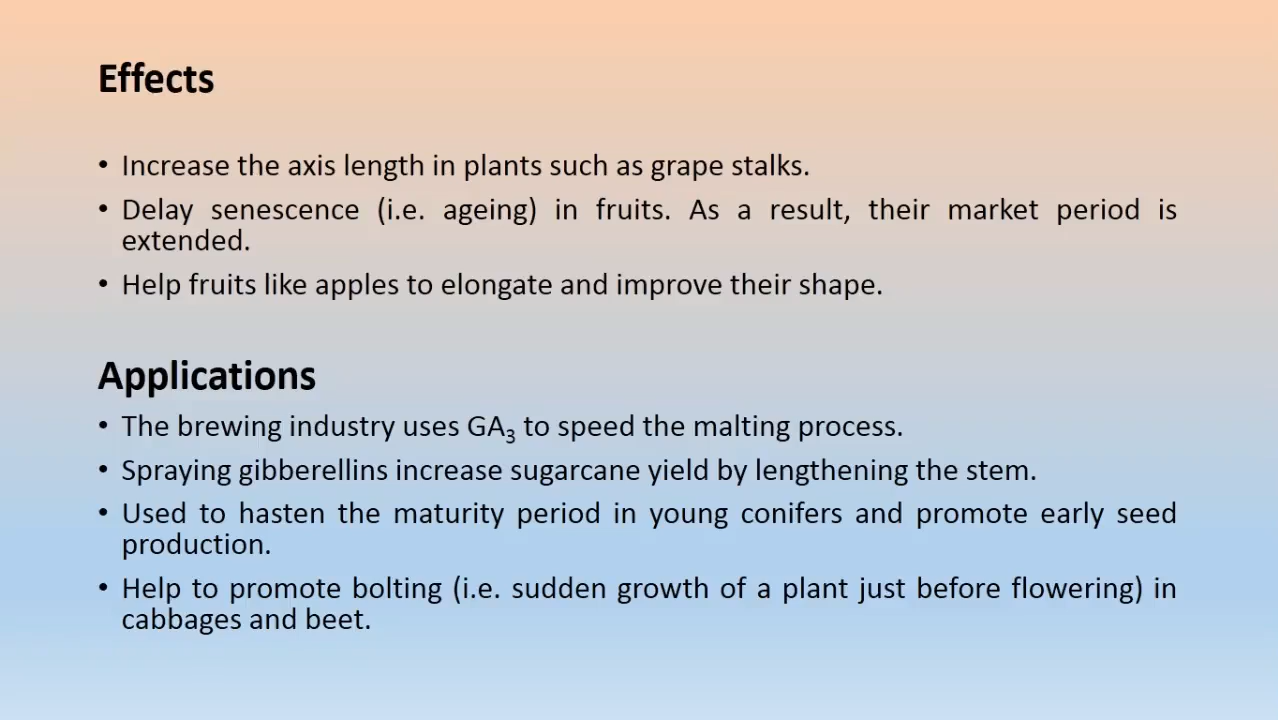 Effects
• Increase the axis length in plants such as grape stalks.
• Delay senescence (i.e. ageing) in fruits. As a result, their market period is
extended.
• Help fruits like apples to elongate and improve their shape.
Applications
• The brewing industry uses GA₃ to speed the malting process.
• Spraying gibberellins increase sugarcane yield by lengthening the stem.
• Used to hasten the maturity period in young conifers and promote early seed
production.
• Help to promote bolting (i.e. sudden growth of a plant just before flowering) in
cabbages and beet.